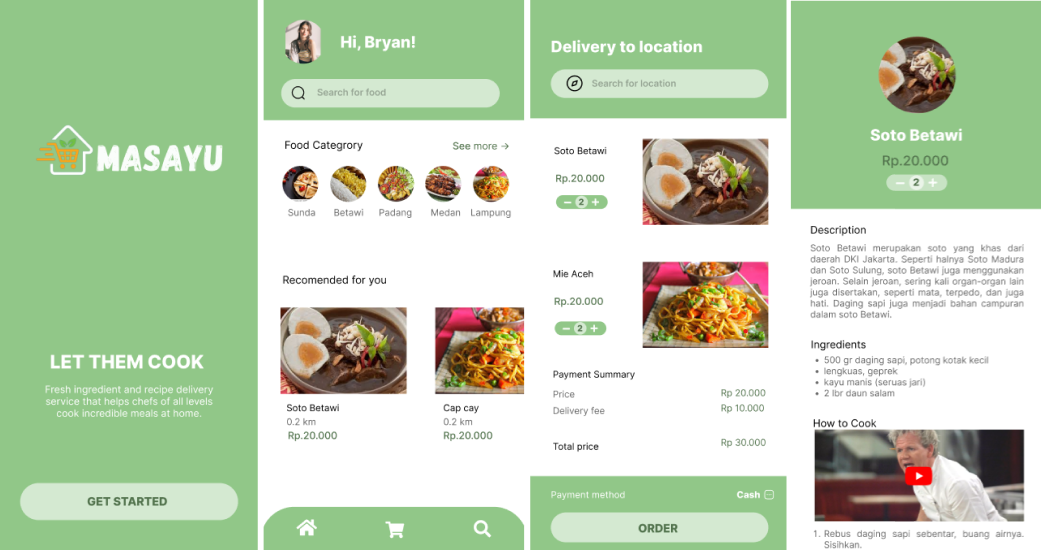 MASAYU
LET THEM COOK
Fresh ingredient and recipe delivery
service that helps chefs of all levels
cook incredible meals at home.
GET STARTED
Hi, Bryan!
Search for food
Food Categrory
See more →
Sunda
Betawi
Padang
Medan
Lampung
Recomended for you
Soto Betawi
0.2 km
Rp.20.000
Cap cay
0.2 km
Rp.20.000
Delivery to location
Search for location
Soto Betawi
Rp.20.000
− 2 +
Mie Aceh
Rp.20.000
− 2 +
Payment Summary
Price Rp 20.000
Delivery fee Rp 10.000
Total price Rp 30.000
Payment method Cash
ORDER
Soto Betawi
Rp.20.000
− 2 +
Description
Soto Betawi merupakan soto yang khas dari
daerah DKI Jakarta. Seperti halnya Soto Madura
dan Soto Sulung, soto Betawi juga menggunakan
jeroan. Selain jeroan, sering kali organ-organ lain
juga disertakan, seperti mata, terpedo, dan juga
hati. Daging sapi juga menjadi bahan campuran
dalam soto Betawi.
Ingredients
• 500 gr daging sapi, potong kotak kecil
• lengkuas, geprek
• kayu manis (seruas jari)
• 2 lbr daun salam
How to Cook
1. Rebus daging sapi sebentar, buang airnya.
Sisihkan.